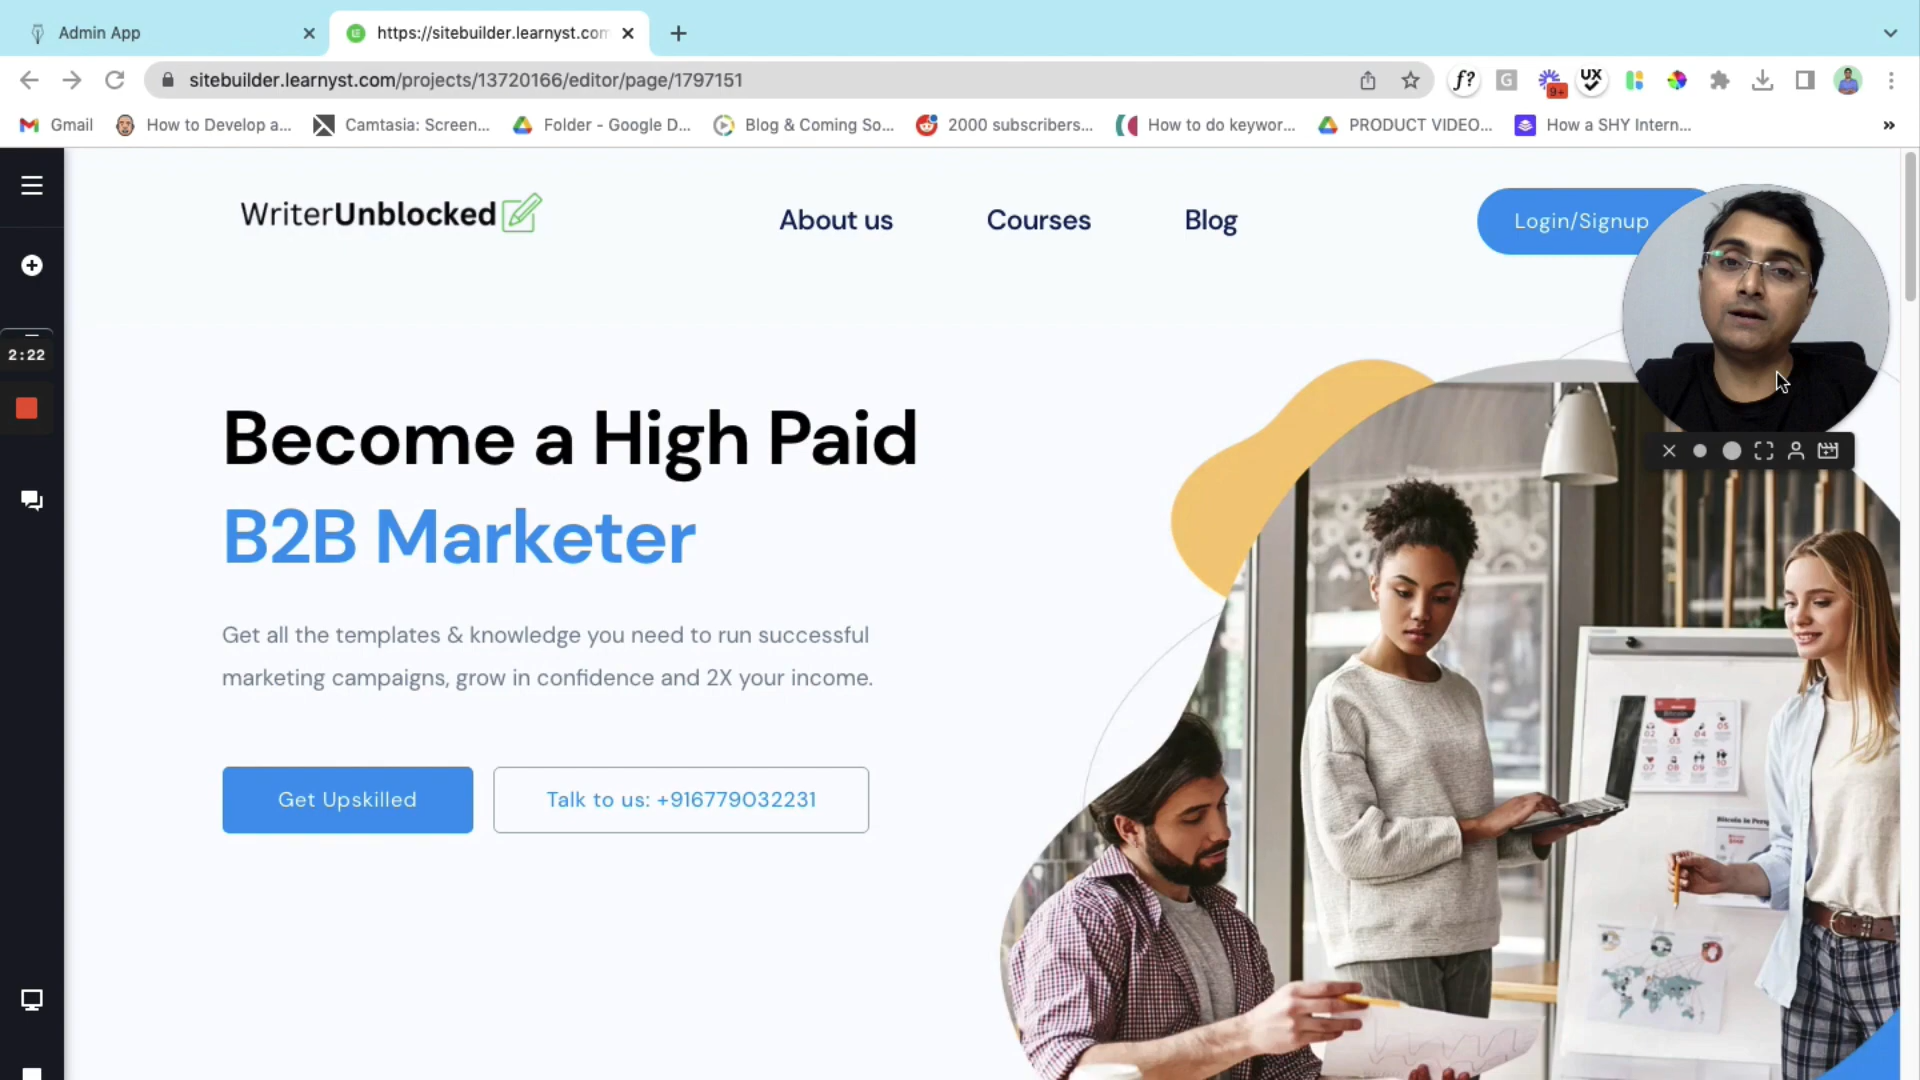 Admin App
https://sitebuilder.learnyst.com
sitebuilder.learnyst.com/projects/13720166/editor/page/1797151
f?
G
9+
UX
Gmail
How to Develop a...
Camtasia: Screen...
Folder - Google D...
Blog & Coming So...
2000 subscribers...
How to do keywor...
PRODUCT VIDEO...
How a SHY Intern...
»
WriterUnblocked
About us
Courses
Blog
Login/Signup
2:22
Become a High Paid
B2B Marketer
Get all the templates & knowledge you need to run successful
marketing campaigns, grow in confidence and 2X your income.
Get Upskilled
Talk to us: +916779032231